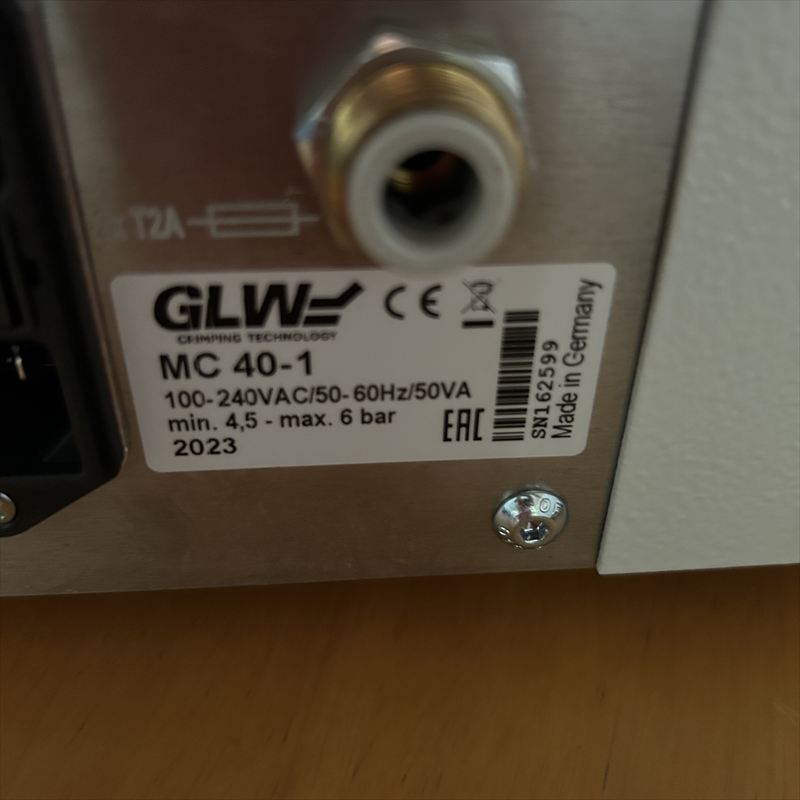 T2A
GLW
CRIMPING TECHNOLOGY
MC 40-1
100-240VAC/50-60Hz/50VA
min. 4,5 - max. 6 bar
2023
CE
EAC
SN162599
Made in Germany